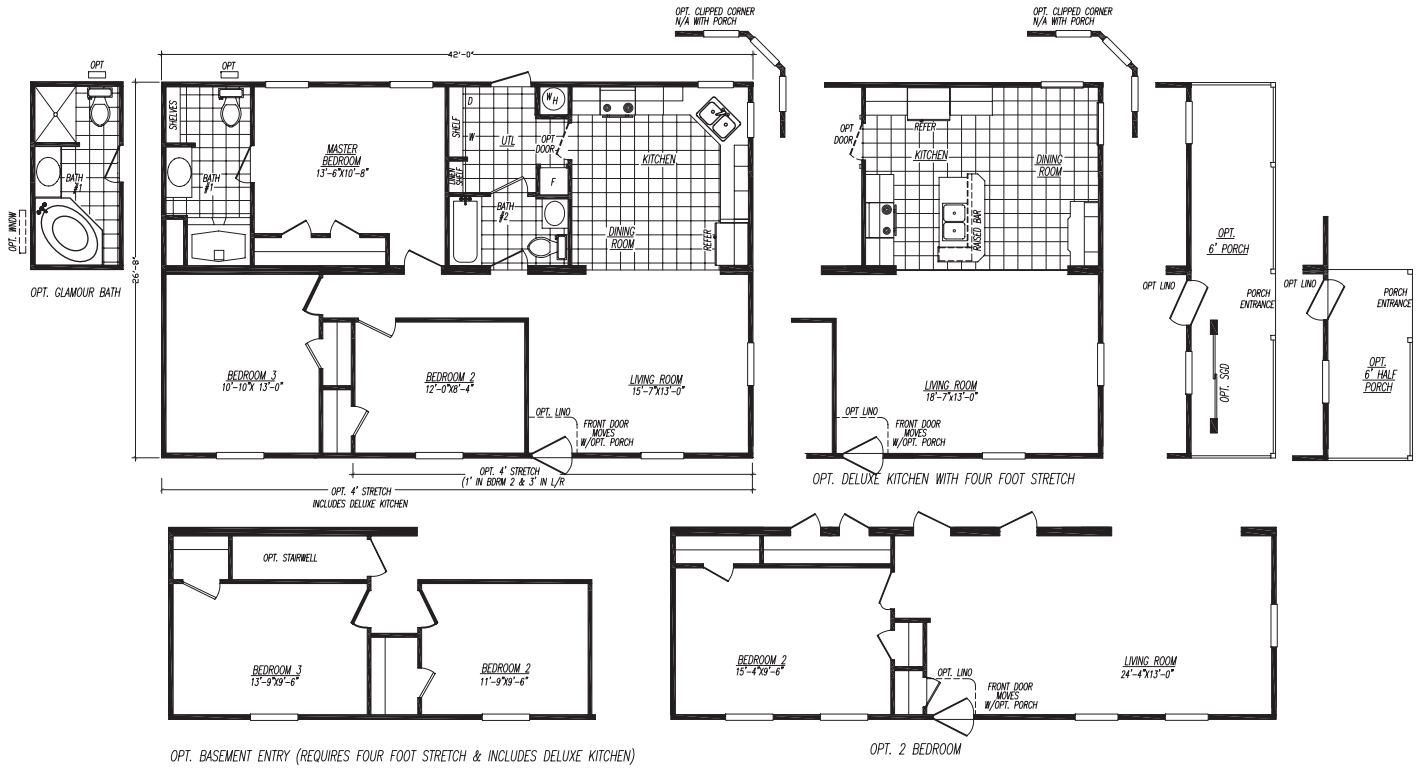 OPT. CLIPPED CORNER
N/A WITH PORCH
OPT. CLIPPED CORNER
N/A WITH PORCH
42'-0"
OPT
OPT
SHELVES
BATH
#1
OPT. WNDW
OPT. GLAMOUR BATH
26'-8"
BATH
#1
MASTER
BEDROOM
13'-6"X10'-8"
D
SHELF
W
UTL
LINEN
SHELF
WH
OPT
DOOR
F
BATH
#2
KITCHEN
DINING
ROOM
REFER
BEDROOM 3
10'-10"X 13'-0"
BEDROOM 2
12'-0"X8'-4"
LIVING ROOM
15'-7"X13'-0"
OPT. LINO
FRONT DOOR
MOVES
W/OPT. PORCH
OPT. 4' STRETCH
(1' IN BDRM 2 & 3' IN L/R
OPT. 4' STRETCH
INCLUDES DELUXE KITCHEN
OPT
DOOR
REFER
KITCHEN
DINING
ROOM
RAISED BAR
LIVING ROOM
18'-7"x13'-0"
OPT LINO
FRONT DOOR
MOVES
W/OPT. PORCH
OPT. DELUXE KITCHEN WITH FOUR FOOT STRETCH
OPT.
6' PORCH
OPT LINO
PORCH
ENTRANCE
OPT. SGD
OPT LINO
PORCH
ENTRANCE
OPT.
6' HALF
PORCH
OPT. STAIRWELL
BEDROOM 3
13'-9"X9'-6"
BEDROOM 2
11'-9"X9'-6"
OPT. BASEMENT ENTRY (REQUIRES FOUR FOOT STRETCH & INCLUDES DELUXE KITCHEN)
BEDROOM 2
15'-4"X9'-6"
OPT. LINO
FRONT DOOR
MOVES
W/OPT. PORCH
LIVING ROOM
24'-4"X13'-0"
OPT. 2 BEDROOM